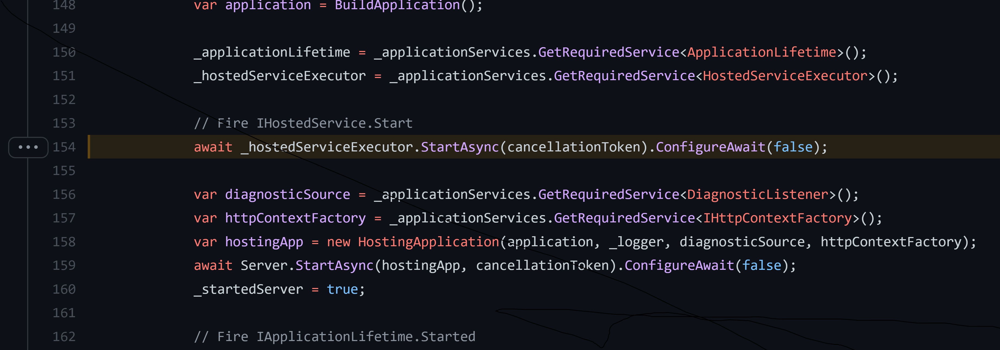 148 var application = BuildApplication();
149
150 _applicationLifetime = _applicationServices.GetRequiredService<ApplicationLifetime>();
151 _hostedServiceExecutor = _applicationServices.GetRequiredService<HostedServiceExecutor>();
152
153 // Fire IHostedService.Start
154 await _hostedServiceExecutor.StartAsync(cancellationToken).ConfigureAwait(false);
155
156 var diagnosticSource = _applicationServices.GetRequiredService<DiagnosticListener>();
157 var httpContextFactory = _applicationServices.GetRequiredService<IHttpContextFactory>();
158 var hostingApp = new HostingApplication(application, _logger, diagnosticSource, httpContextFactory);
159 await Server.StartAsync(hostingApp, cancellationToken).ConfigureAwait(false);
160 _startedServer = true;
161
162 // Fire IApplicationLifetime.Started